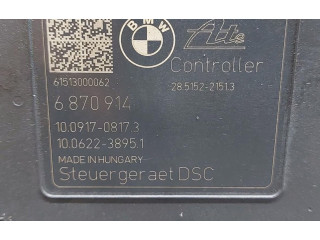 BMW
Ate
Controller
61513000062
28.5152-2151.3
6 870 914
10.0917-0817.3
10.0622-3895.1
MADE IN HUNGARY
Steuergeraet DSC